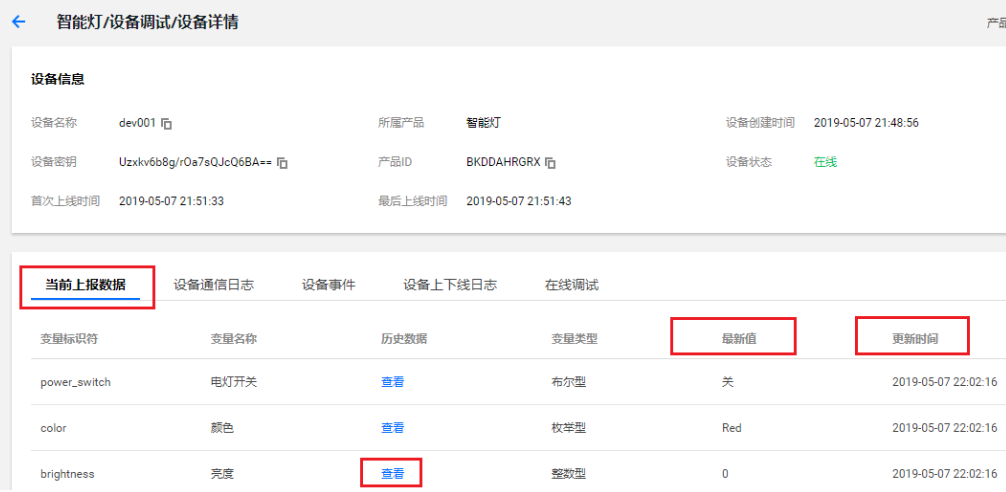 智能灯/设备调试/设备详情
产品
设备信息
设备名称 dev001 所属产品 智能灯 设备创建时间 2019-05-07 21:48:56
设备密钥 Uzxkv6b8g/rOa7sQJcQ6BA== 产品ID BKDDAHRGRX 设备状态 在线
首次上线时间 2019-05-07 21:51:33 最后上线时间 2019-05-07 21:51:43
当前上报数据 设备通信日志 设备事件 设备上下线日志 在线调试
变量标识符 变量名称 历史数据 变量类型 最新值 更新时间
power_switch 电灯开关 查看 布尔型 关 2019-05-07 22:02:16
color 颜色 查看 枚举型 Red 2019-05-07 22:02:16
brightness 亮度 查看 整数型 0 2019-05-07 22:02:16